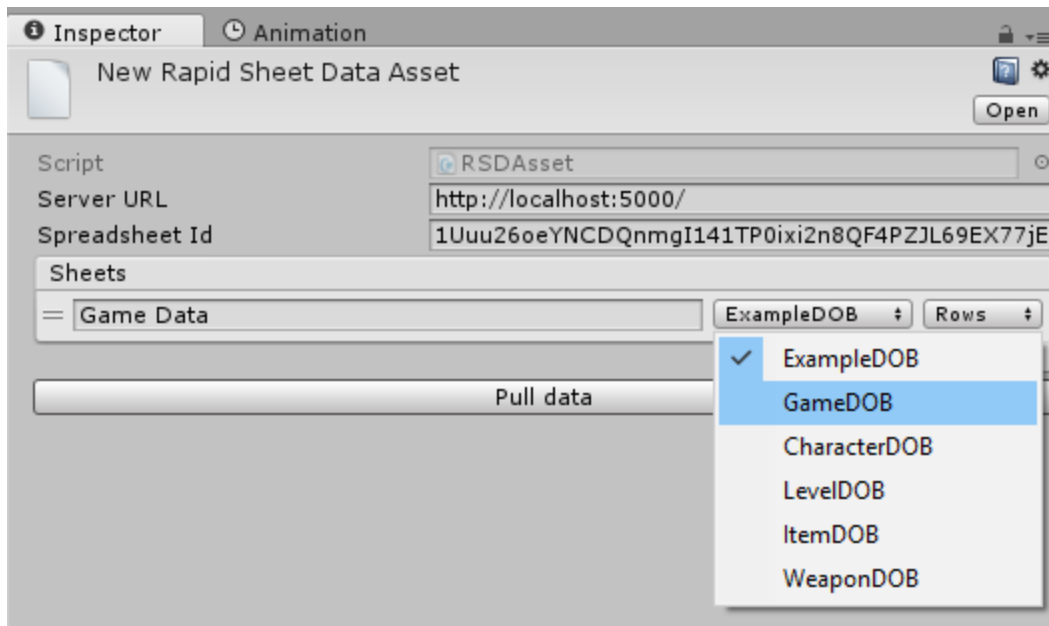 Inspector Animation
New Rapid Sheet Data Asset
Open
Script RSDAsset
Server URL http://localhost:5000/
Spreadsheet Id 1Uuu26oeYNCDQnmgI141TP0ixi2n8QF4PZJL69EX77jE
Sheets
Game Data ExampleDOB Rows
ExampleDOB
Pull data GameDOB
CharacterDOB
LevelDOB
ItemDOB
WeaponDOB